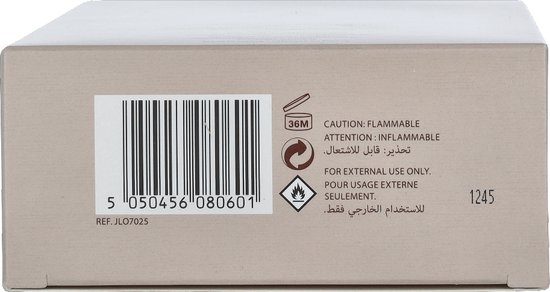 5 050456 080601
REF. JLO7025
36M
CAUTION: FLAMMABLE
ATTENTION : INFLAMMABLE
تحذير: قابل للاشتعال.
FOR EXTERNAL USE ONLY.
POUR USAGE EXTERNE
SEULEMENT.
للاستخدام الخارجي فقط.
1245